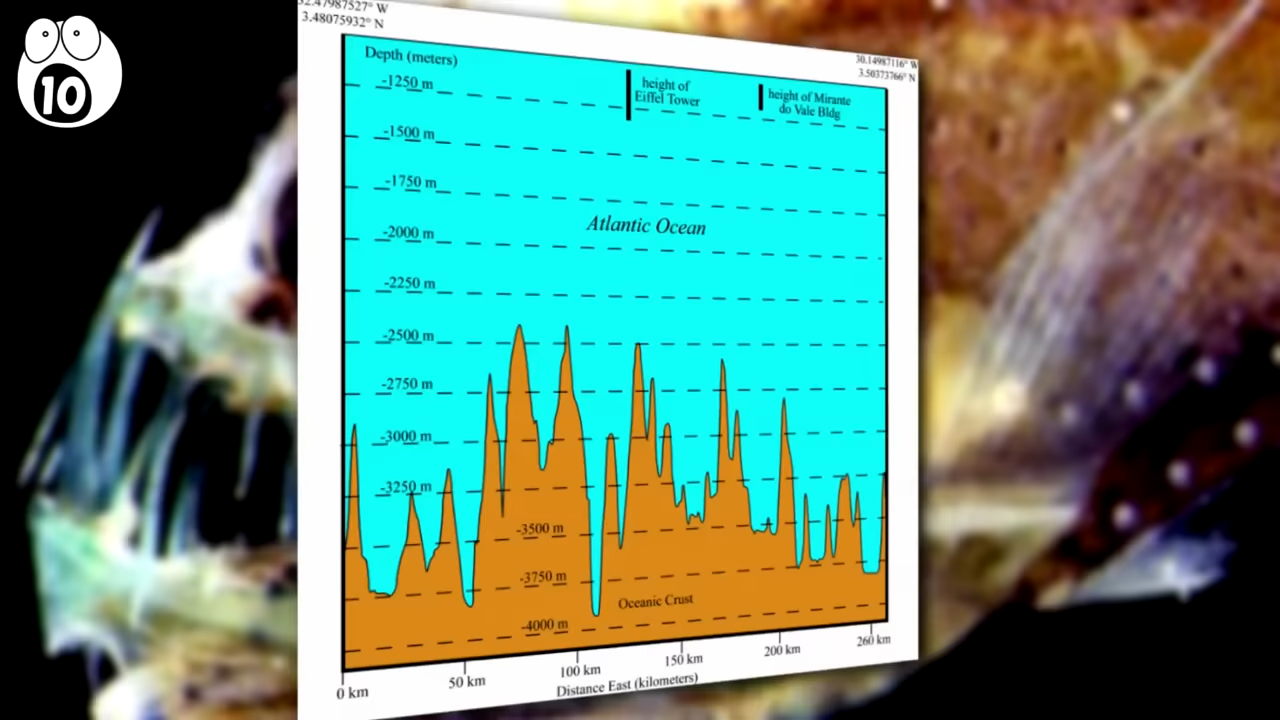 10
32.47987527° W
3.48075932° N
30.14987116° W
3.50373766° N
Depth (meters)
-1250 m
-1500 m
-1750 m
-2000 m
-2250 m
-2500 m
-2750 m
-3000 m
-3250 m
-3500 m
-3750 m
-4000 m
height of
Eiffel Tower
height of Mirante
do Vale Bldg
Atlantic Ocean
Oceanic Crust
0 km
50 km
100 km
150 km
200 km
260 km
Distance East (kilometers)